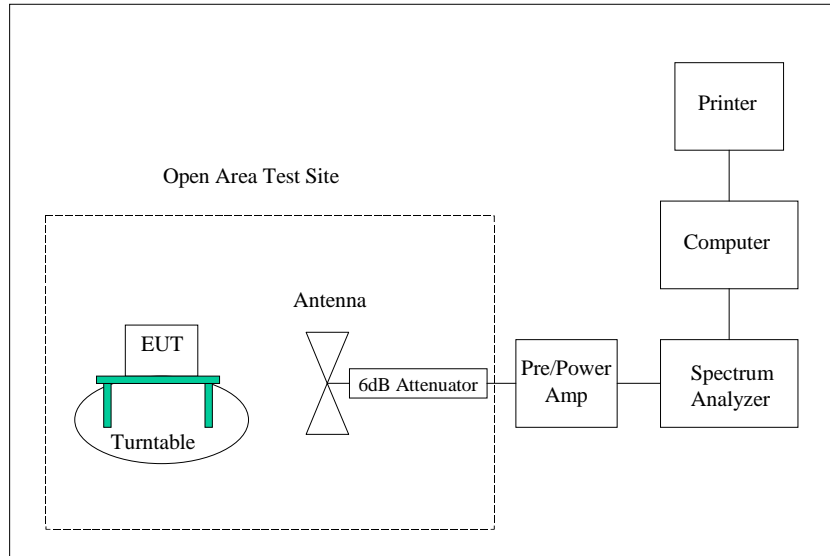 Printer
Open Area Test Site
Computer
Antenna
EUT
6dB Attenuator
Pre/Power
Amp
Spectrum
Analyzer
Turntable